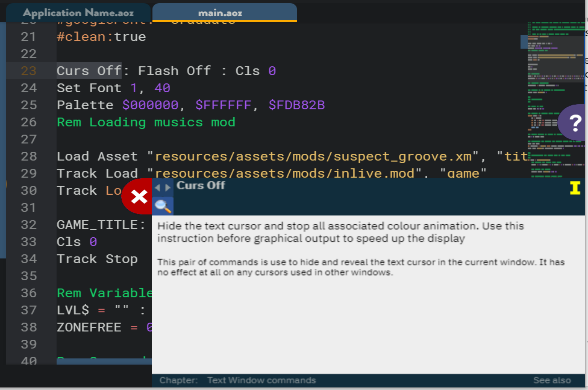 Application Name.aoz
main.aoz
21 #clean:true
22
23 Curs Off: Flash Off : Cls 0
24 Set Font 1, 40
25 Palette $000000, $FFFFFF, $FDB82B
26 Rem Loading musics mod
27
28 Load Asset "resources/assets/mods/suspect_groove.xm", "tit
29 Track Load "resources/assets/mods/inlive.mod", "game"
30 Track Lo
31
32 GAME_TITLE:
33 Cls 0
34 Track Stop
35
36 Rem Variable
37 LVL$ = "" :
38 ZONEFREE = 0
39
40
?
Curs Off
I
Hide the text cursor and stop all associated colour animation. Use this
instruction before graphical output to speed up the display
This pair of commands is use to hide and reveal the text cursor in the current window. It has
no effect at all on any cursors used in other windows.
Chapter: Text Window commands
See also